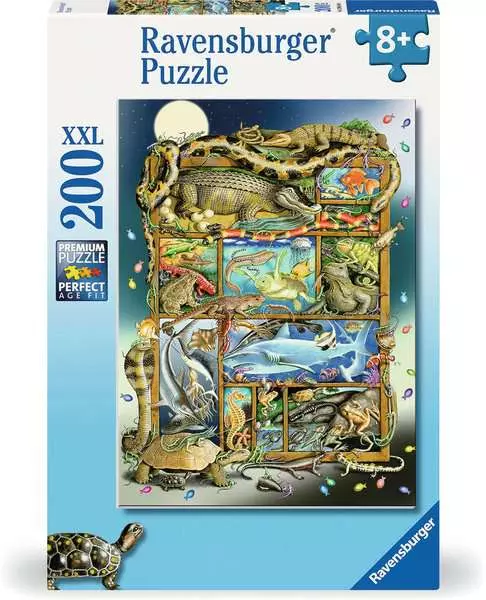 Ravensburger®
Puzzle
8+
200 XXL
PREMIUM
PUZZLE
PERFECT
AGE FIT
Ravensburger